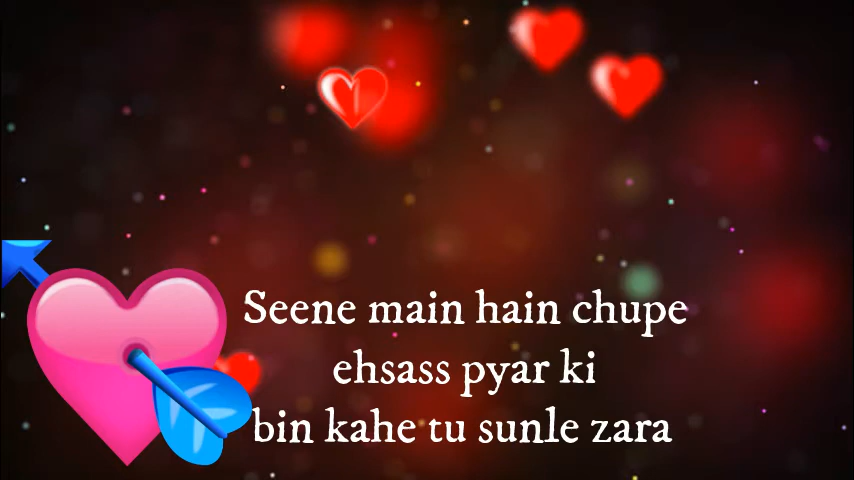 Seene main hain chupe
ehsass pyar ki
bin kahe tu sunle zara